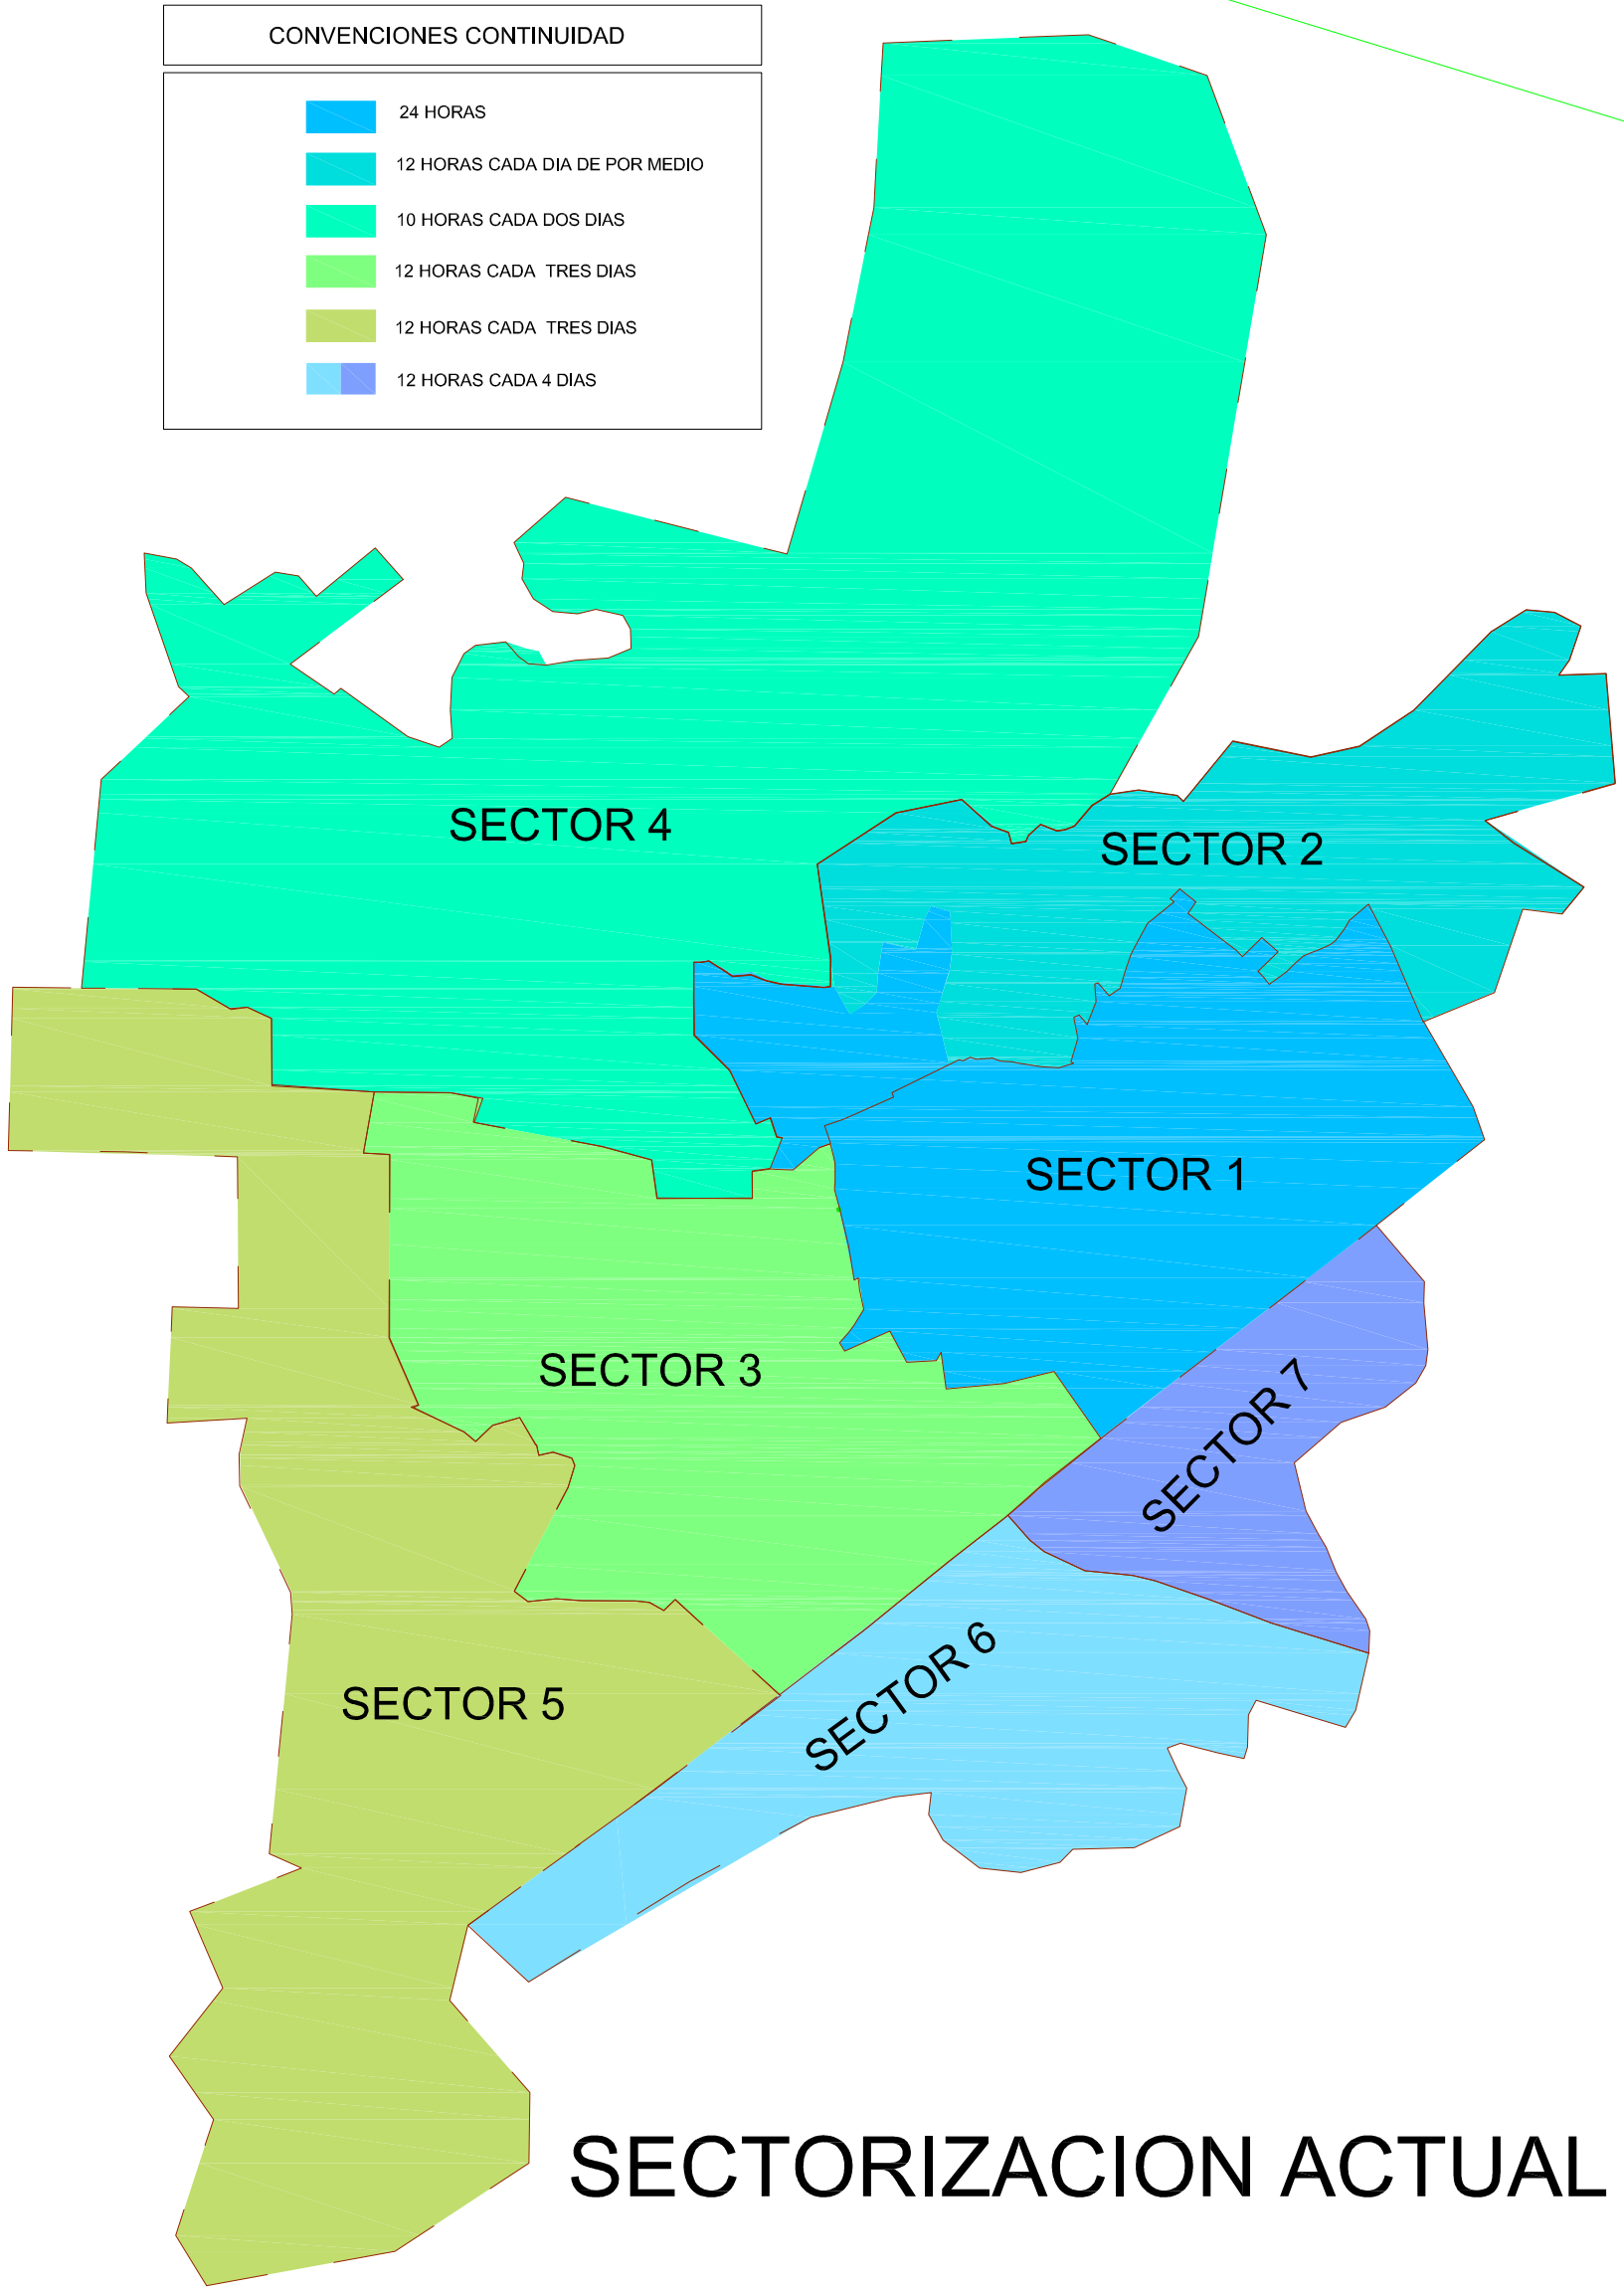 CONVENCIONES CONTINUIDAD
24 HORAS
12 HORAS CADA DIA DE POR MEDIO
10 HORAS CADA DOS DIAS
12 HORAS CADA TRES DIAS
12 HORAS CADA TRES DIAS
12 HORAS CADA 4 DIAS
SECTOR 4
SECTOR 2
SECTOR 1
SECTOR 3
SECTOR 7
SECTOR 6
SECTOR 5
SECTORIZACION ACTUAL